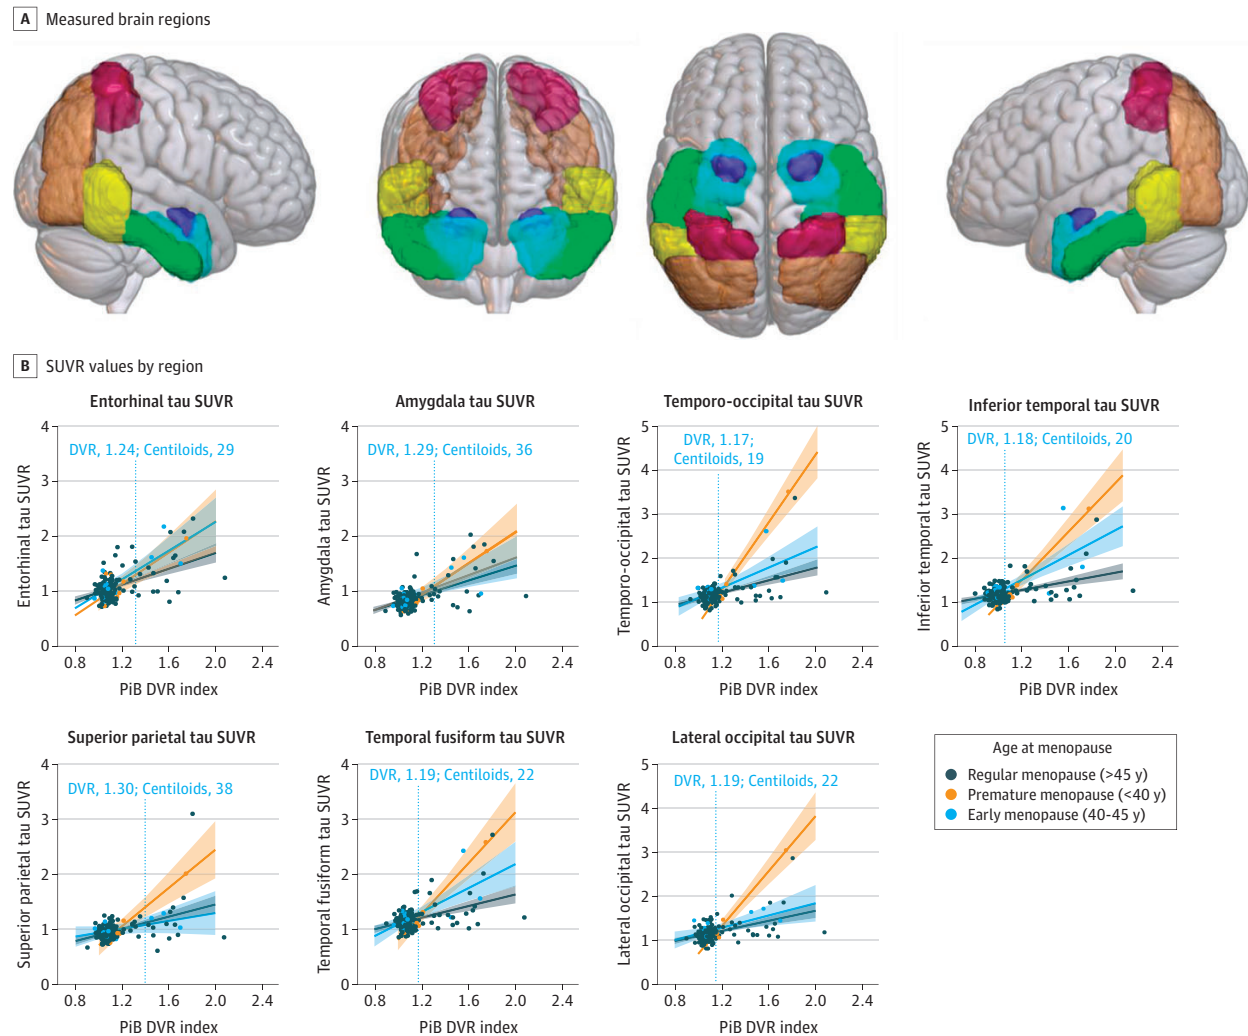 A Measured brain regions
B SUVR values by region
Entorhinal tau SUVR
DVR, 1.24; Centiloids, 29
Entorhinal tau SUVR
4
3
2
1
0
0.8 1.2 1.6 2.0 2.4
PiB DVR index
Amygdala tau SUVR
DVR, 1.29; Centiloids, 36
Amygdala tau SUVR
4
3
2
1
0
0.8 1.2 1.6 2.0 2.4
PiB DVR index
Temporo-occipital tau SUVR
DVR, 1.17;
Centiloids, 19
Temporo-occipital tau SUVR
5
4
3
2
1
0
0.8 1.2 1.6 2.0 2.4
PiB DVR index
Inferior temporal tau SUVR
DVR, 1.18; Centiloids, 20
Inferior temporal tau SUVR
5
4
3
2
1
0
0.8 1.2 1.6 2.0 2.4
PiB DVR index
Superior parietal tau SUVR
DVR, 1.30; Centiloids, 38
Superior parietal tau SUVR
4
3
2
1
0
0.8 1.2 1.6 2.0 2.4
PiB DVR index
Temporal fusiform tau SUVR
DVR, 1.19; Centiloids, 22
Temporal fusiform tau SUVR
4
3
2
1
0
0.8 1.2 1.6 2.0 2.4
PiB DVR index
Lateral occipital tau SUVR
DVR, 1.19; Centiloids, 22
Lateral occipital tau SUVR
5
4
3
2
1
0
0.8 1.2 1.6 2.0 2.4
PiB DVR index
Age at menopause
Regular menopause (>45 y)
Premature menopause (<40 y)
Early menopause (40-45 y)